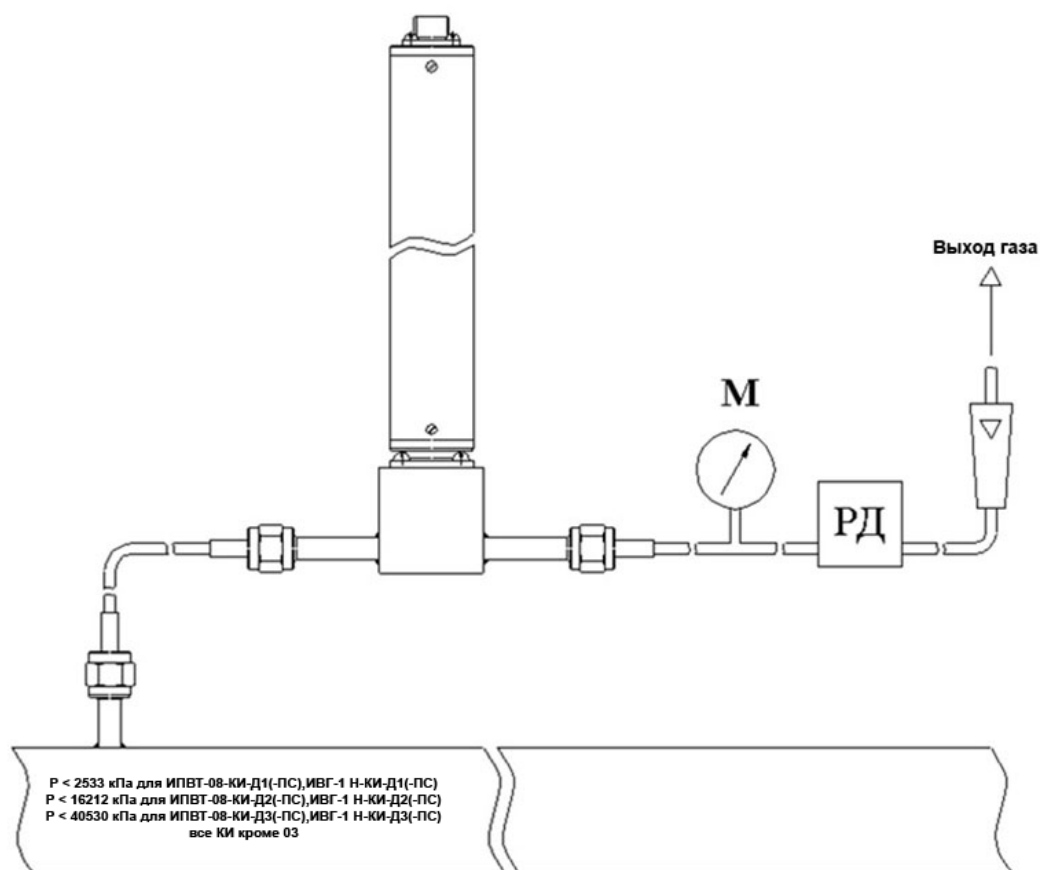 Выход газа
М
РД
Р < 2533 кПа для ИПВТ-08-КИ-Д1(-ПС),ИВГ-1 Н-КИ-Д1(-ПС)
Р < 16212 кПа для ИПВТ-08-КИ-Д2(-ПС),ИВГ-1 Н-КИ-Д2(-ПС)
Р < 40530 кПа для ИПВТ-08-КИ-Д3(-ПС),ИВГ-1 Н-КИ-Д3(-ПС)
все КИ кроме 03